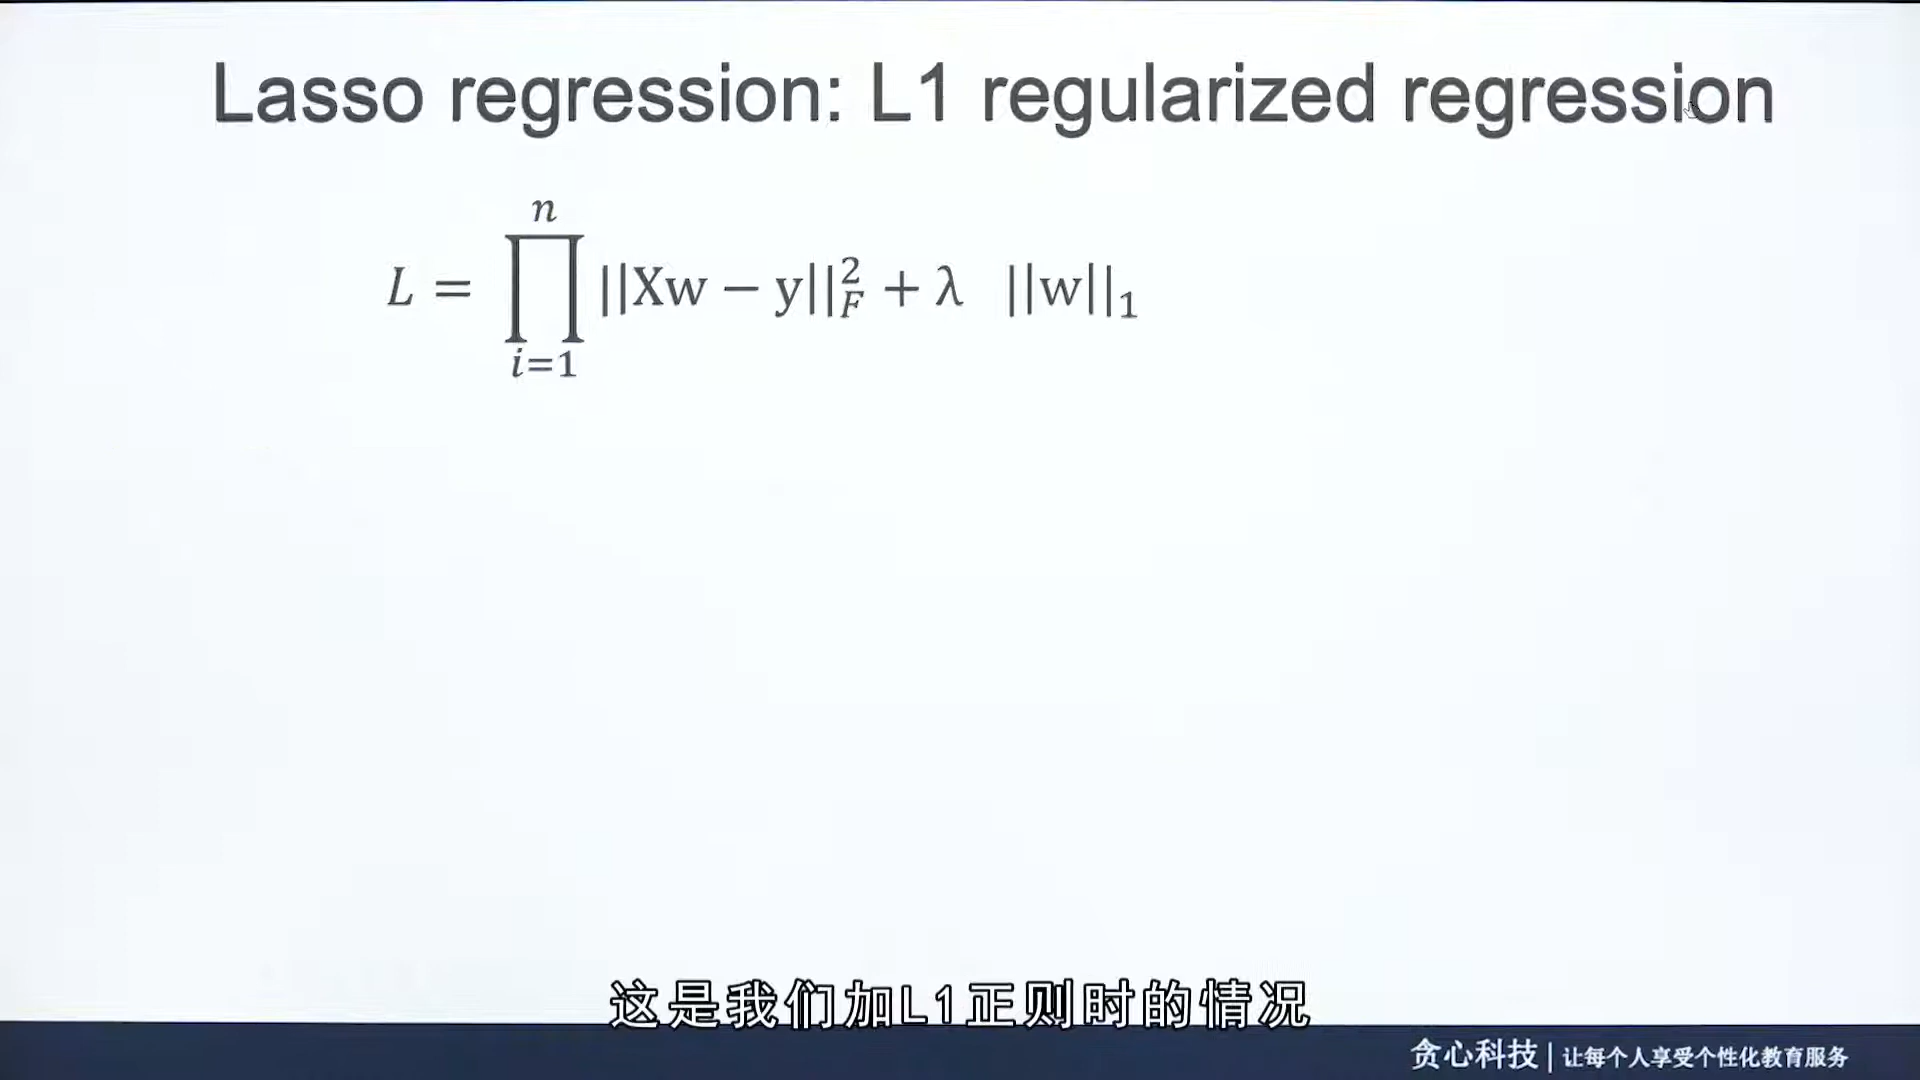 Lasso regression: L1 regularized regression
L = \prod_{i=1}^{n} ||Xw − y||_F^2 + λ ||w||_1
这是我们加L1正则时的情况
贪心科技 | 让每个人享受个性化教育服务